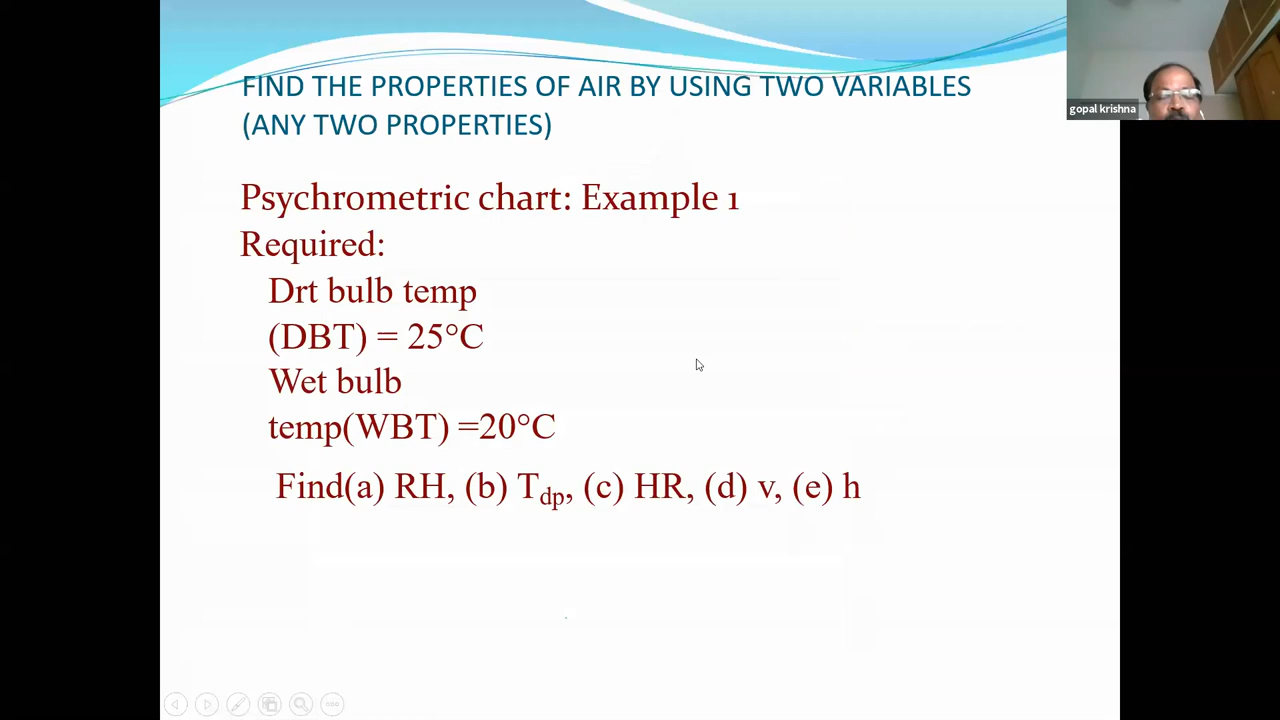 FIND THE PROPERTIES OF AIR BY USING TWO VARIABLES
(ANY TWO PROPERTIES)
gopal krishna
Psychrometric chart: Example 1
Required:
Drt bulb temp
(DBT) = 25°C
Wet bulb
temp(WBT) =20°C
Find(a) RH, (b) Tdp, (c) HR, (d) v, (e) h